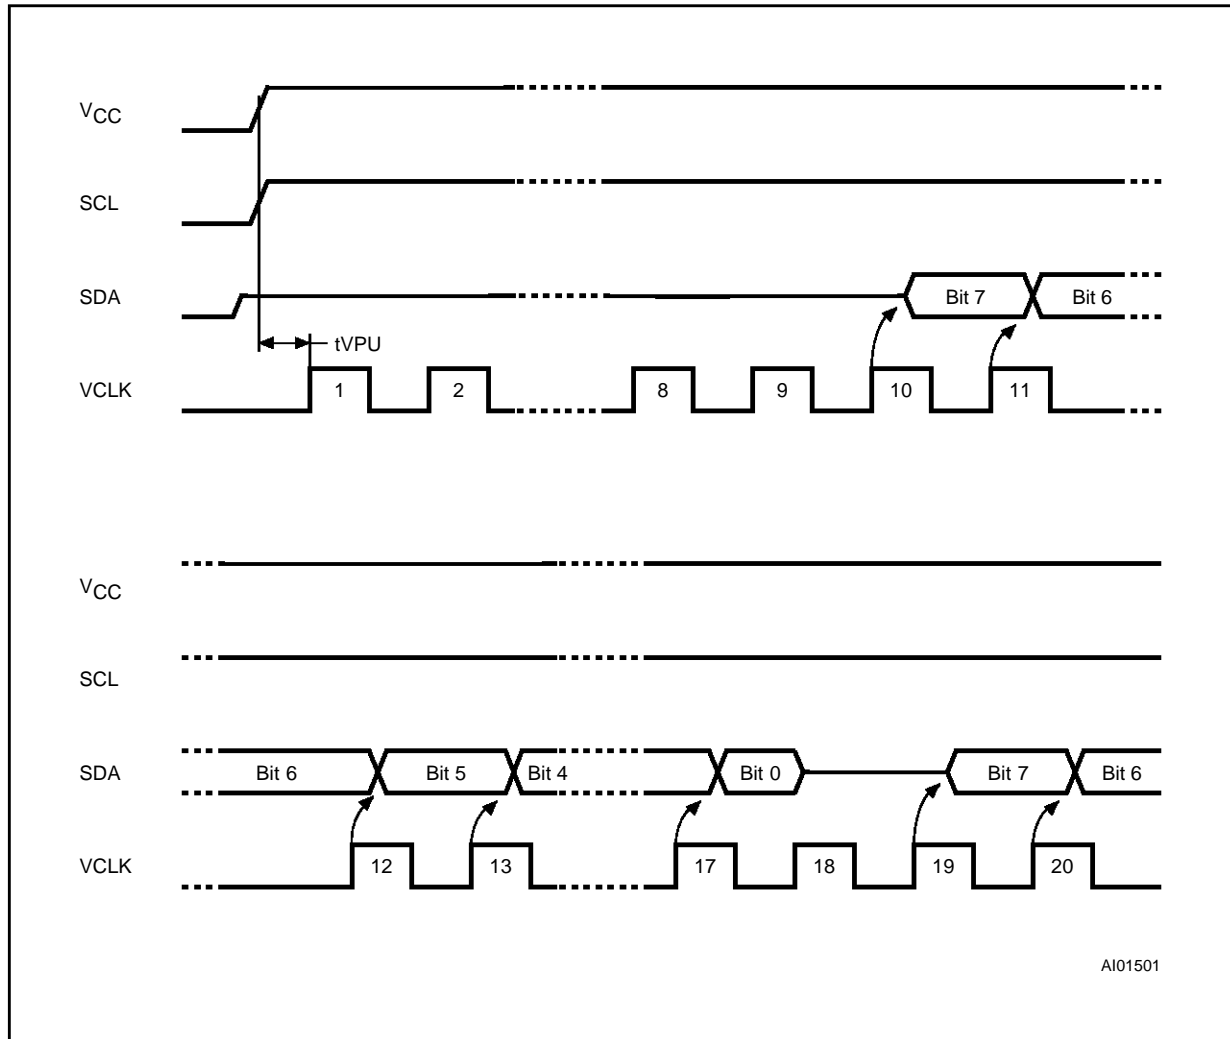 VCC
SCL
SDA
Bit 7
Bit 6
tVPU
VCLK
1
2
8
9
10
11
VCC
SCL
SDA
Bit 6
Bit 5
Bit 4
Bit 0
Bit 7
Bit 6
VCLK
12
13
17
18
19
20
AI01501